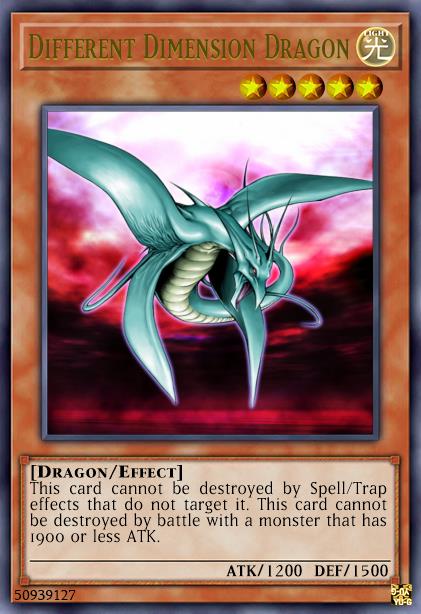 Different Dimension Dragon
LIGHT
光
[Dragon/Effect]
This card cannot be destroyed by Spell/Trap
effects that do not target it. This card cannot
be destroyed by battle with a monster that has
1900 or less ATK.
ATK/1200 DEF/1500
50939127